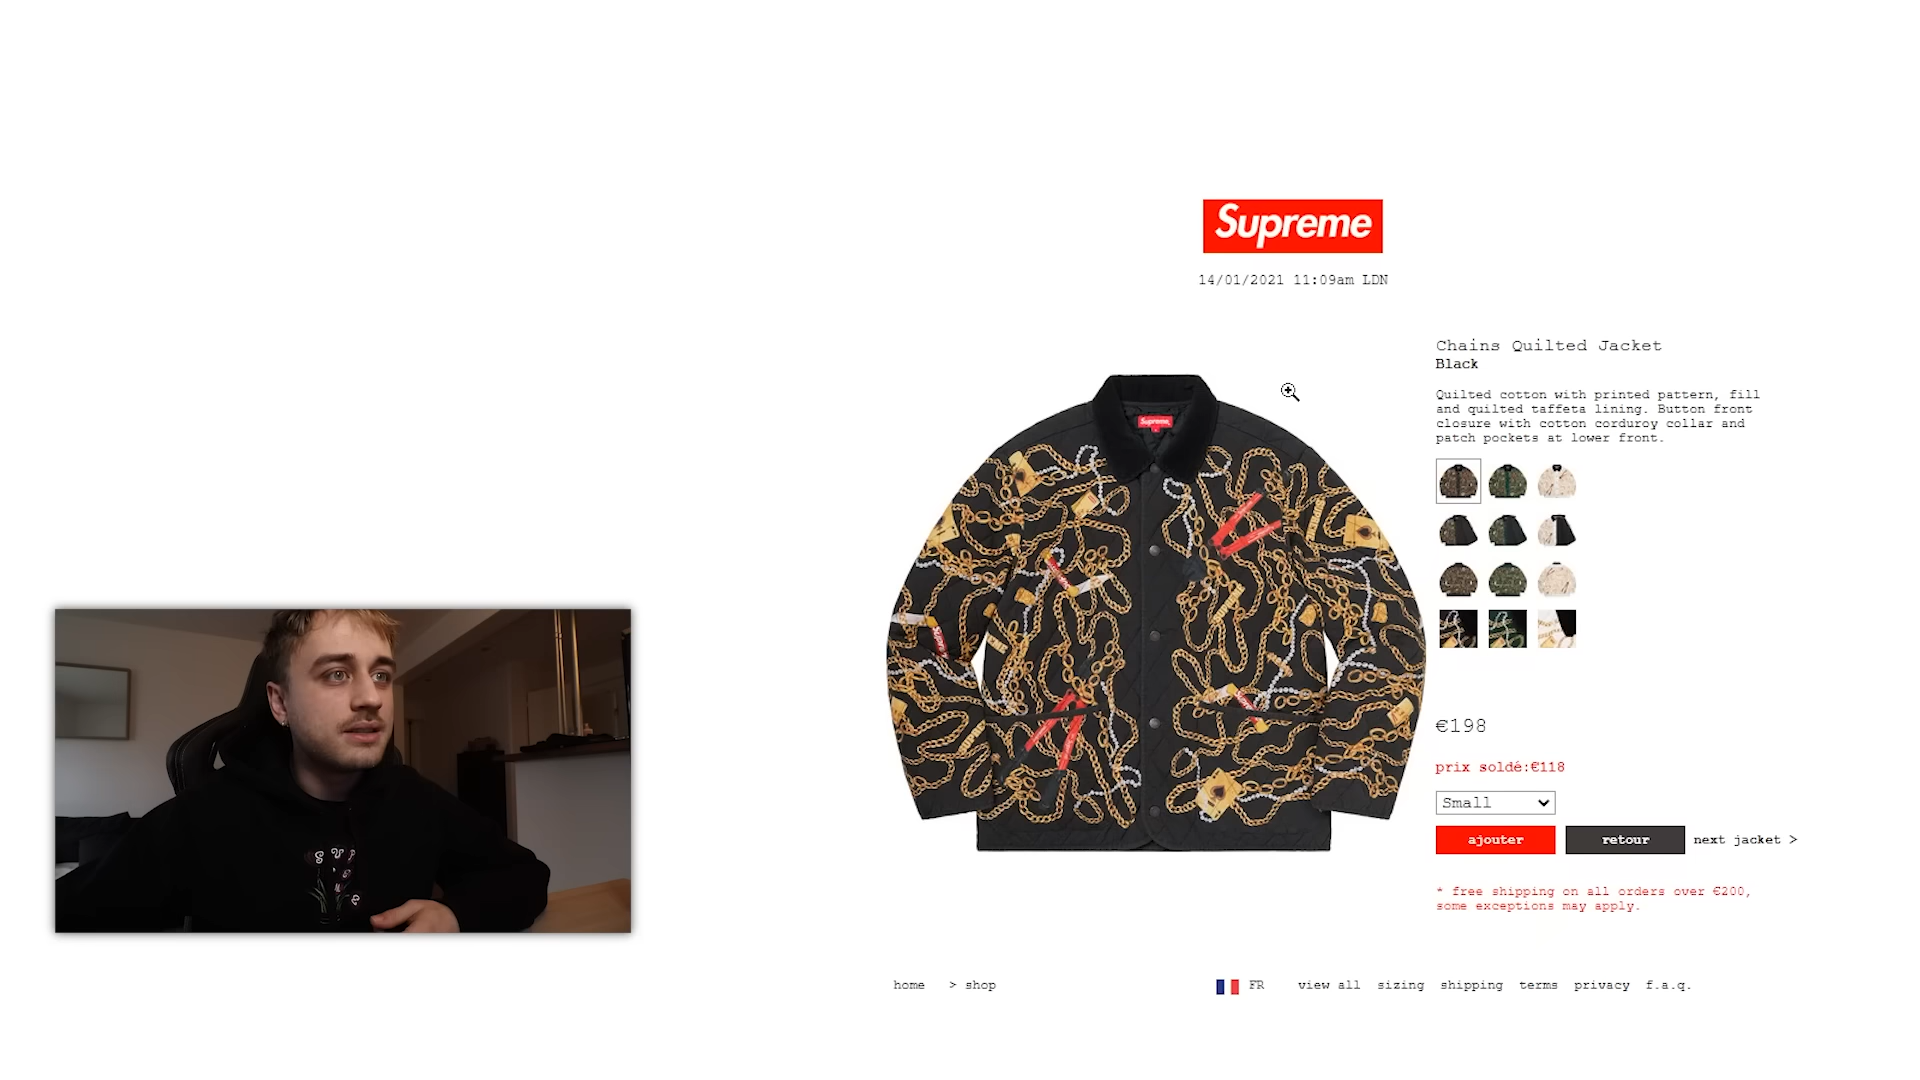 Supreme
14/01/2021 11:09am LDN
Chains Quilted Jacket
Black
Quilted cotton with printed pattern, fill
and quilted taffeta lining. Button front
closure with cotton corduroy collar and
patch pockets at lower front.
Supreme
€198
prix soldé:€118
Small
ajouter
retour
next jacket >
* free shipping on all orders over €200,
some exceptions may apply.
home > shop
FR view all sizing shipping terms privacy f.a.q.